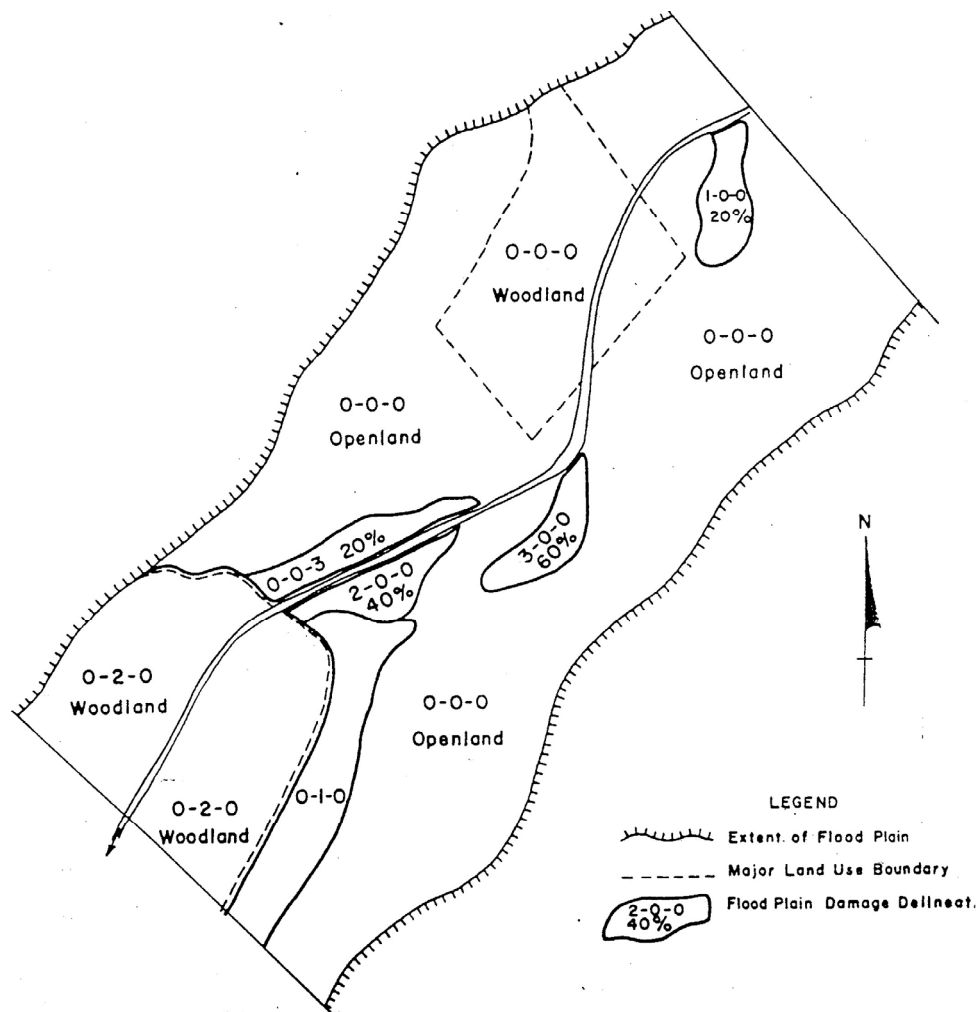 1-0-0
20%
0-0-0
Woodland
0-0-0
Openland
0-0-0
Openland
0-0-3 20%
2-0-0
40%
3-0-0
60%
N
0-2-0
Woodland
0-0-0
Openland
0-2-0
Woodland
0-1-0
LEGEND
Extent of Flood Plain
Major Land Use Boundary
2-0-0
40%
Flood Plain Damage Delineat.